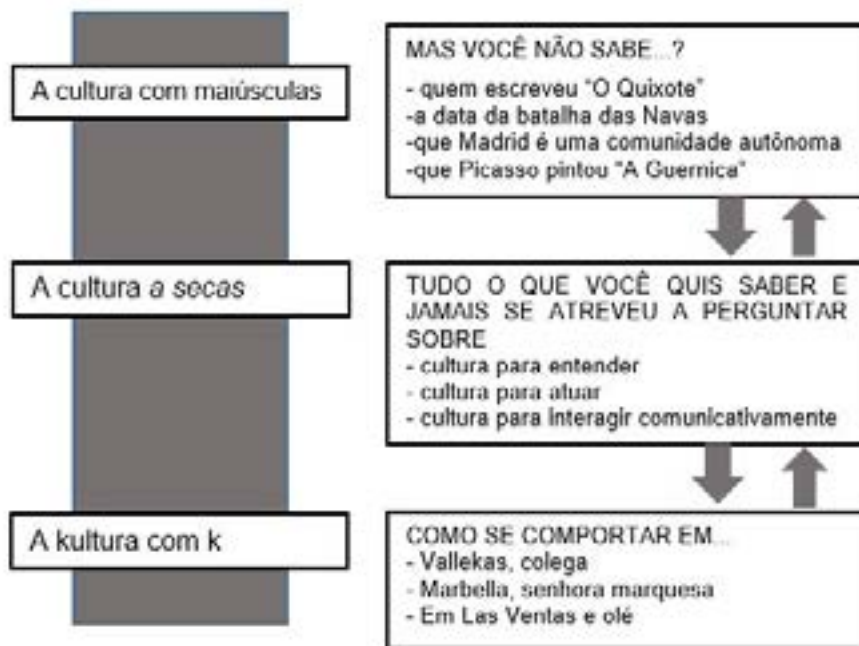 A cultura com maiúsculas
MAS VOCÊ NÃO SABE...?
- quem escreveu "O Quixote"
-a data da batalha das Navas
-que Madrid é uma comunidade autônoma
-que Picasso pintou "A Guernica"
A cultura a secas
TUDO O QUE VOCÊ QUIS SABER E
JAMAIS SE ATREVEU A PERGUNTAR
SOBRE
- cultura para entender
- cultura para atuar
- cultura para interagir comunicativamente
A kultura com k
COMO SE COMPORTAR EM...
- Vallekas, colega
- Marbella, senhora marquesa
- Em Las Ventas e olé